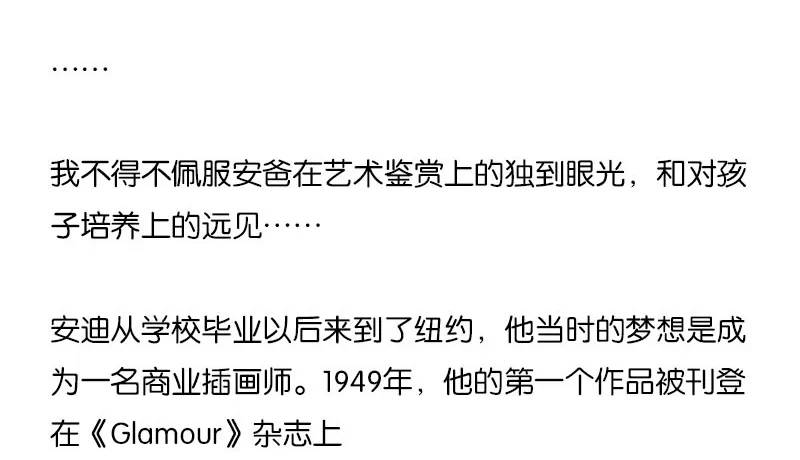 ……
我不得不佩服安爸在艺术鉴赏上的独到眼光，和对孩
子培养上的远见……
安迪从学校毕业以后来到了纽约，他当时的梦想是成
为一名商业插画师。1949年，他的第一个作品被刊登
在《Glamour》杂志上